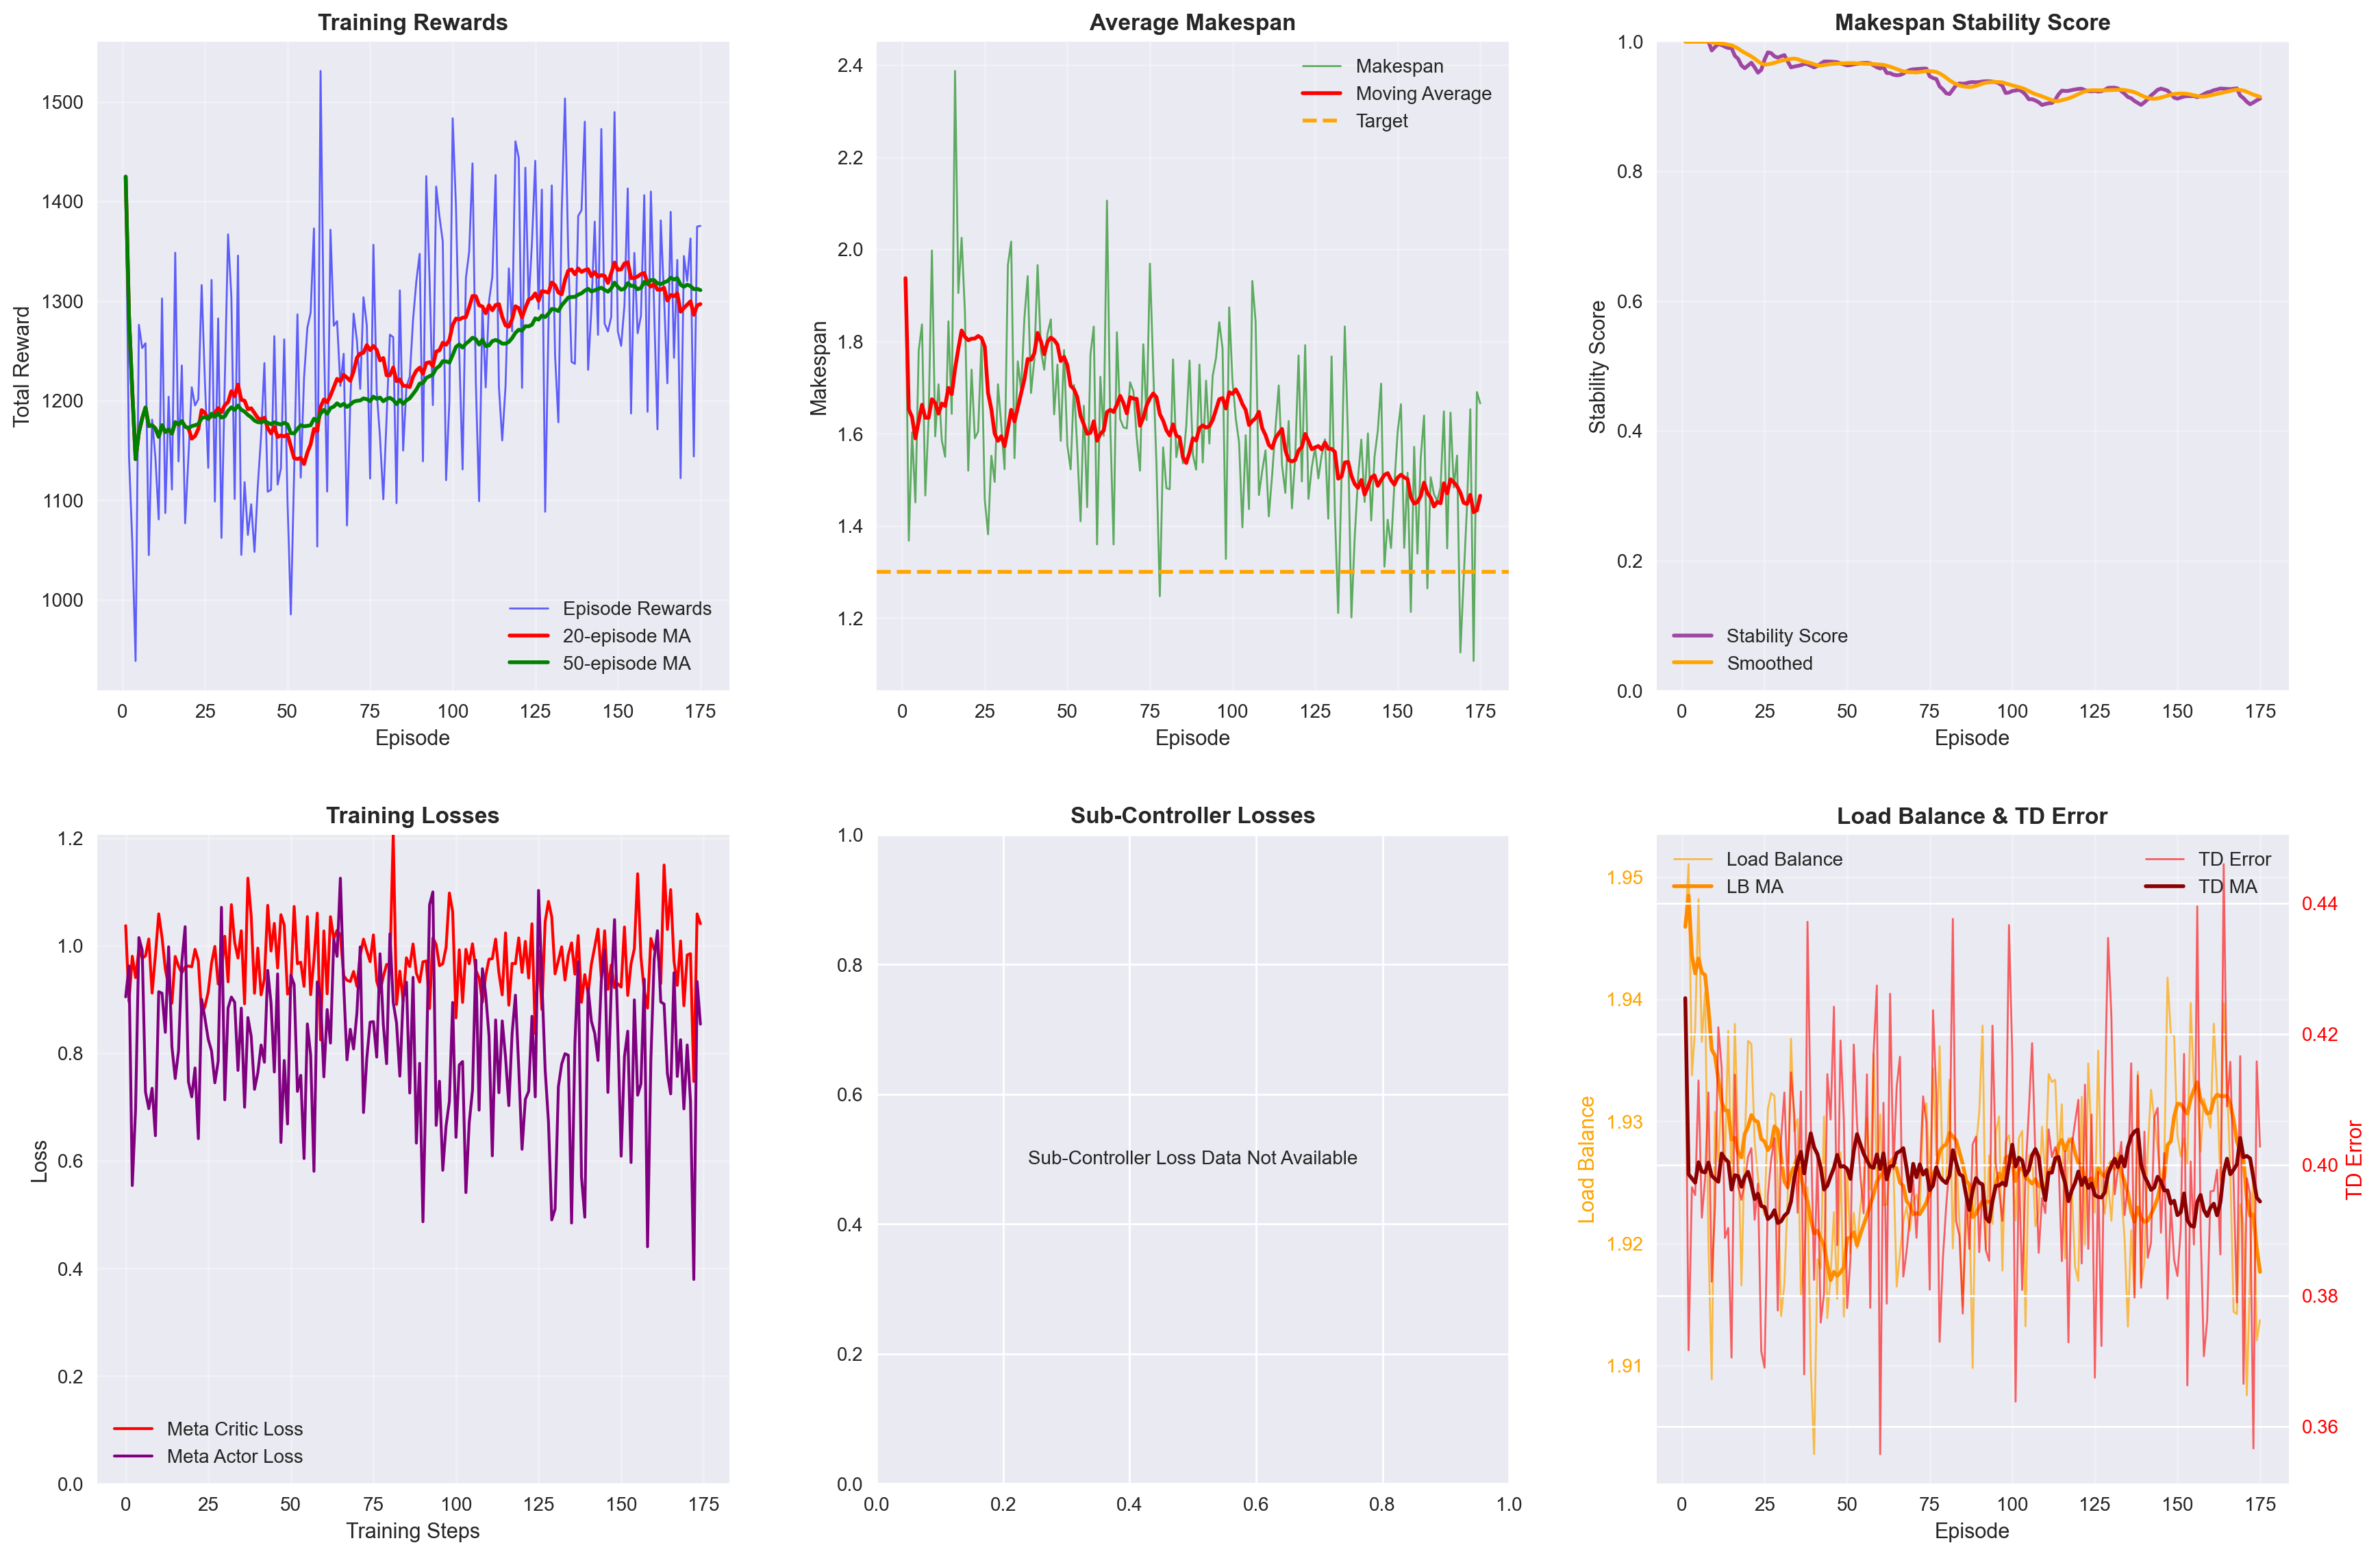 Training Rewards
Total Reward
1500
1400
1300
1200
1100
1000
Episode Rewards
20-episode MA
50-episode MA
0 25 50 75 100 125 150 175
Episode
Average Makespan
Makespan
2.4
2.2
2.0
1.8
1.6
1.4
1.2
Makespan
Moving Average
Target
0 25 50 75 100 125 150 175
Episode
Makespan Stability Score
Stability Score
1.0
0.8
0.6
0.4
0.2
0.0
Stability Score
Smoothed
0 25 50 75 100 125 150 175
Episode
Training Losses
Loss
1.2
1.0
0.8
0.6
0.4
0.2
0.0
Meta Critic Loss
Meta Actor Loss
0 25 50 75 100 125 150 175
Training Steps
Sub-Controller Losses
1.0
0.8
0.6
0.4
0.2
0.0
Sub-Controller Loss Data Not Available
0.0 0.2 0.4 0.6 0.8 1.0
Load Balance & TD Error
Load Balance
1.95
1.94
1.93
1.92
1.91
Load Balance
LB MA
TD Error
TD MA
0.44
0.42
0.40
0.38
0.36
TD Error
0 25 50 75 100 125 150 175
Episode